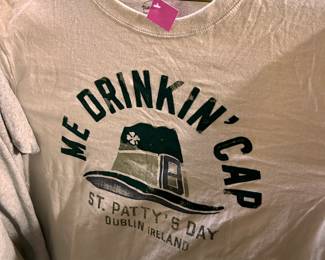 ME DRINKIN' CAP
ST. PATTY'S DAY
DUBLIN IRELAND